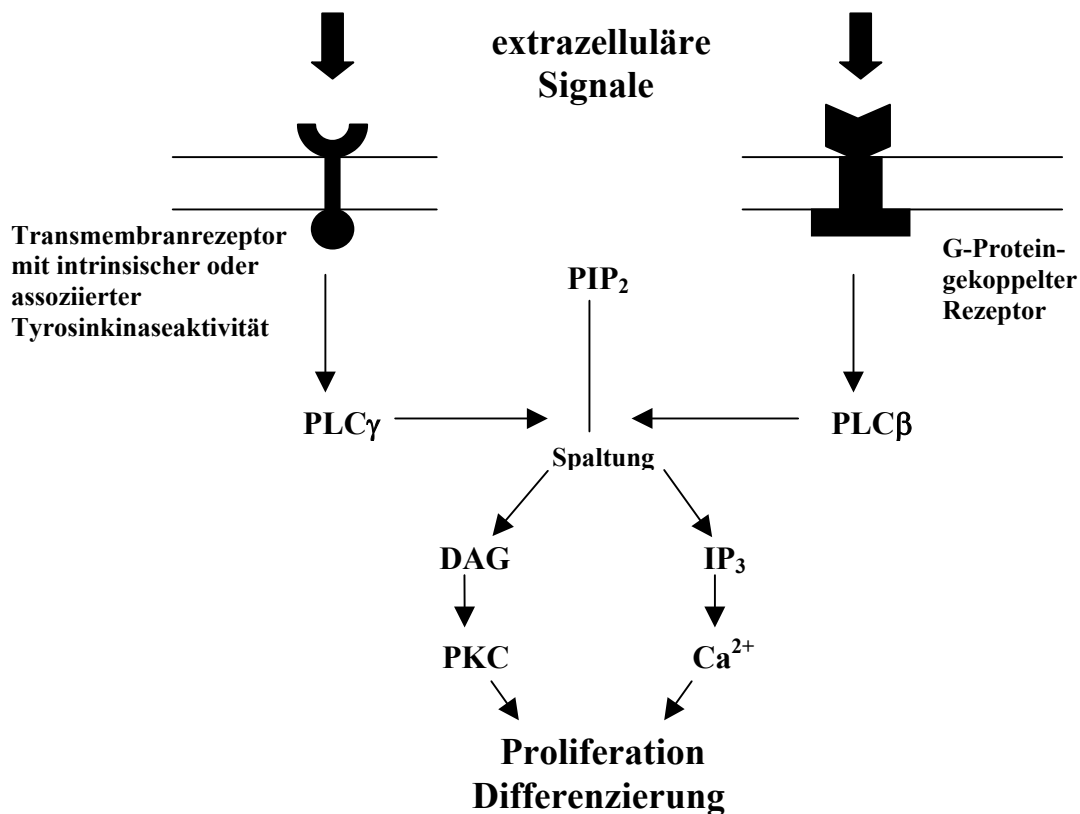 extrazelluläre
Signale
Transmembranrezeptor
mit intrinsischer oder
assoziierter
Tyrosinkinaseaktivität
G-Protein-
gekoppelter
Rezeptor
PIP₂
PLCγ
PLCβ
Spaltung
DAG
IP₃
PKC
Ca²⁺
Proliferation
Differenzierung